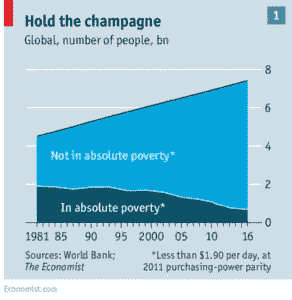 Hold the champagne
1
Global, number of people, bn
8
6
Not in absolute poverty*
4
2
In absolute poverty*
0
1981 85 90 95 2000 05 10 16
Sources: World Bank; *Less than $1.90 per day, at
The Economist 2011 purchasing-power parity
Economist.com